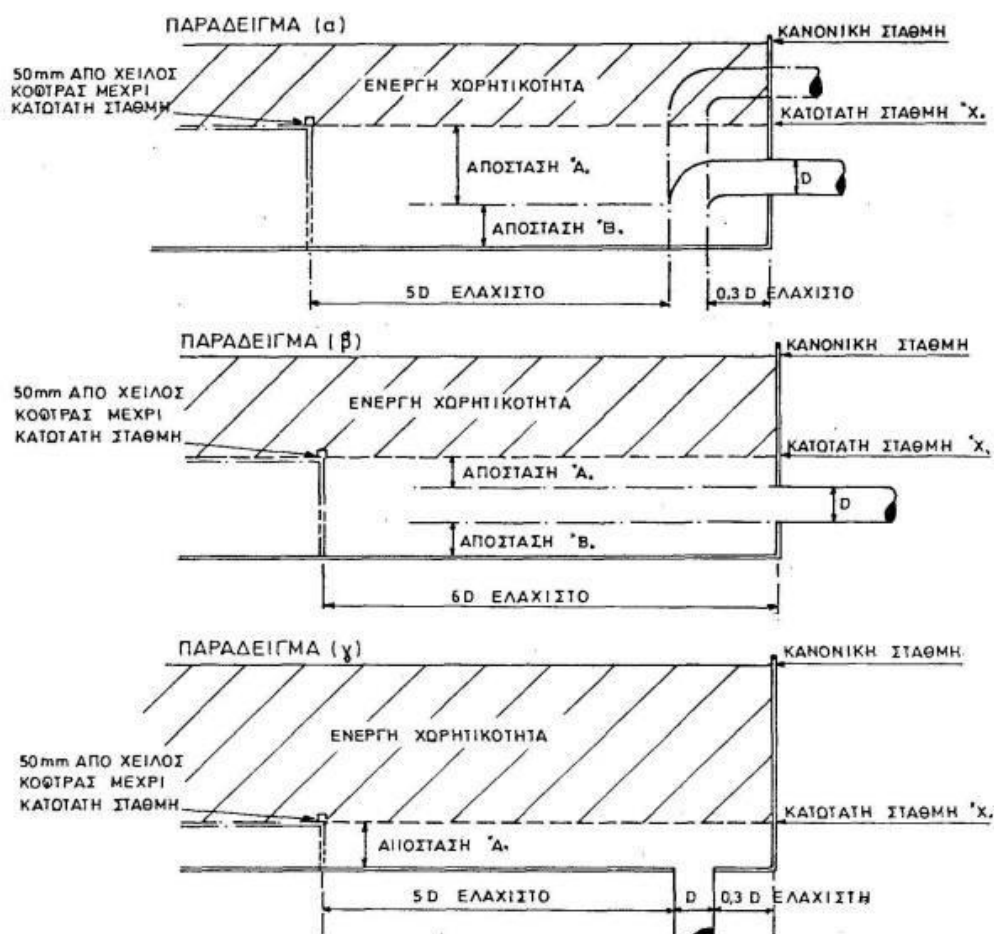 ΠΑΡΑΔΕΙΓΜΑ (α)
ΚΑΝΟΝΙΚΗ ΣΤΑΘΜΗ
50mm ΑΠΟ ΧΕΙΛΟΣ
ΚΟΦΤΡΑΣ ΜΕΧΡΙ
ΚΑΤΩΤΑΤΗ ΣΤΑΘΜΗ
ΕΝΕΡΓΗ ΧΩΡΗΤΙΚΟΤΗΤΑ
ΚΑΤΩΤΑΤΗ ΣΤΑΘΜΗ "Χ.
ΑΠΟΣΤΑΣΗ "Α.
D
ΑΠΟΣΤΑΣΗ "Β.
5D ΕΛΑΧΙΣΤΟ
0,3 D ΕΛΑΧΙΣΤΟ
ΠΑΡΑΔΕΙΓΜΑ (β)
ΚΑΝΟΝΙΚΗ ΣΤΑΘΜΗ
50mm ΑΠΟ ΧΕΙΛΟΣ
ΚΟΦΤΡΑΣ ΜΕΧΡΙ
ΚΑΤΩΤΑΤΗ ΣΤΑΘΜΗ
ΕΝΕΡΓΗ ΧΩΡΗΤΙΚΟΤΗΤΑ
ΚΑΤΩΤΑΤΗ ΣΤΑΘΜΗ "Χ.
ΑΠΟΣΤΑΣΗ "Α.
D
ΑΠΟΣΤΑΣΗ "Β.
6D ΕΛΑΧΙΣΤΟ
ΠΑΡΑΔΕΙΓΜΑ (γ)
ΚΑΝΟΝΙΚΗ ΣΤΑΘΜΗ
ΕΝΕΡΓΗ ΧΩΡΗΤΙΚΟΤΗΤΑ
50mm ΑΠΟ ΧΕΙΛΟΣ
ΚΟΦΤΡΑΣ ΜΕΧΡΙ
ΚΑΤΩΤΑΤΗ ΣΤΑΘΜΗ
ΚΑΤΩΤΑΤΗ ΣΤΑΘΜΗ "Χ.
ΑΠΟΣΤΑΣΗ "Α.
5D ΕΛΑΧΙΣΤΟ
D
0,3 D ΕΛΑΧΙΣΤΗ